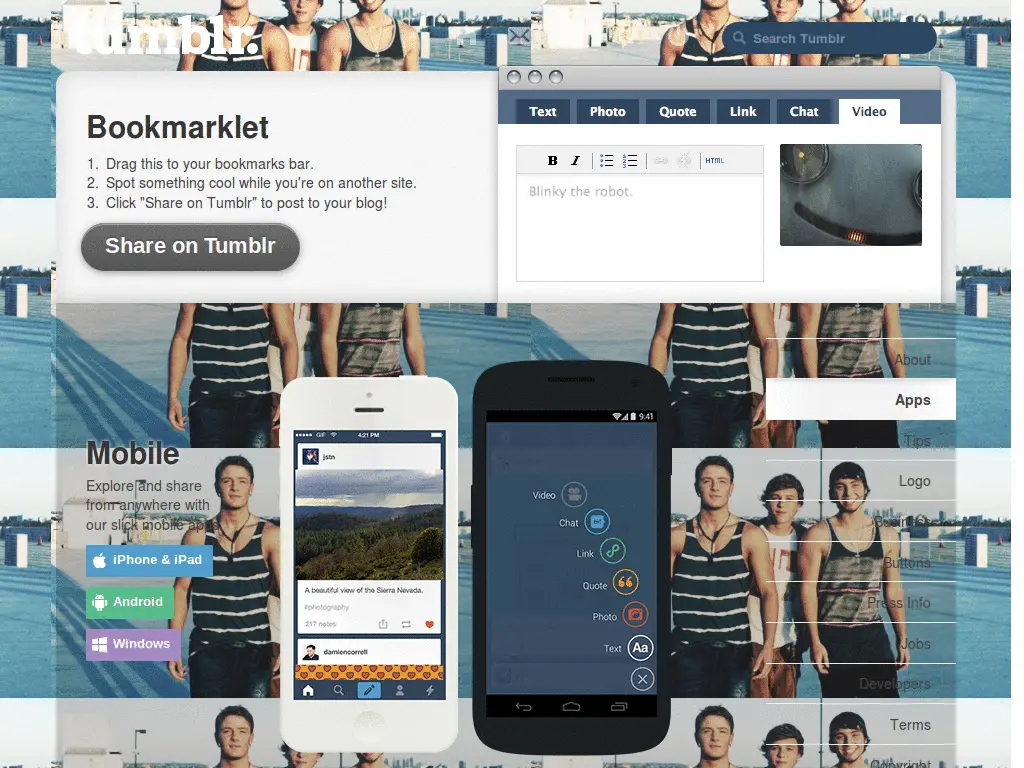 tumblr.
Search Tumblr
Bookmarklet
1. Drag this to your bookmarks bar.
2. Spot something cool while you're on another site.
3. Click "Share on Tumblr" to post to your blog!
Share on Tumblr
Text Photo Quote Link Chat Video
B I HTML
Blinky the robot.
About
Apps
Tips
Logo
Business
Buttons
Press Info
Jobs
Developers
Terms
Copyright
Mobile
Explore and share
from anywhere with
our slick mobile apps
iPhone & iPad
Android
Windows
GIF 4:21 PM
jstn
A beautiful view of the Sierra Nevada.
#photography
217 notes
damiencorrell
9:41
Video
Chat
Link
Quote
Photo
Text Aa